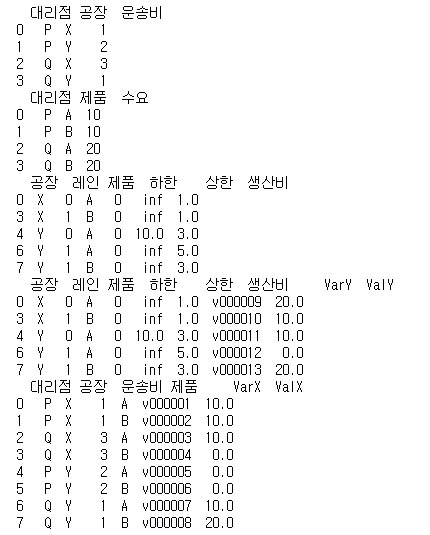 대리점 공장 운송비
0 P X 1
1 P Y 2
2 Q X 3
3 Q Y 1
대리점 제품 수요
0 P A 10
1 P B 10
2 Q A 20
3 Q B 20
공장 레인 제품 하한 상한 생산비
0 X 0 A 0 inf 1.0
3 X 1 B 0 inf 1.0
4 Y 0 A 0 10.0 3.0
6 Y 1 A 0 inf 5.0
7 Y 1 B 0 inf 3.0
공장 레인 제품 하한 상한 생산비 VarY ValY
0 X 0 A 0 inf 1.0 v000009 20.0
3 X 1 B 0 inf 1.0 v000010 10.0
4 Y 0 A 0 10.0 3.0 v000011 10.0
6 Y 1 A 0 inf 5.0 v000012 0.0
7 Y 1 B 0 inf 3.0 v000013 20.0
대리점 공장 운송비 제품 VarX ValX
0 P X 1 A v000001 10.0
1 P X 1 B v000002 10.0
2 Q X 3 A v000003 10.0
3 Q X 3 B v000004 0.0
4 P Y 2 A v000005 0.0
5 P Y 2 B v000006 0.0
6 Q Y 1 A v000007 10.0
7 Q Y 1 B v000008 20.0